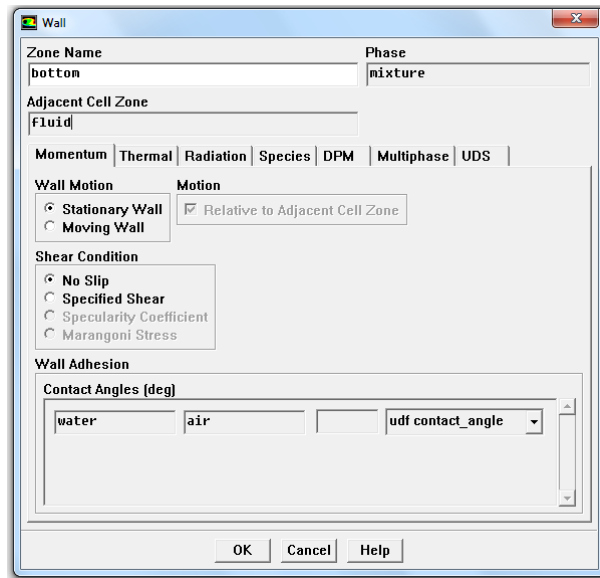 Wall
Zone Name Phase
bottom mixture
Adjacent Cell Zone
fluid
Momentum Thermal Radiation Species DPM Multiphase UDS
Wall Motion Motion
Stationary Wall Relative to Adjacent Cell Zone
Moving Wall
Shear Condition
No Slip
Specified Shear
Specularity Coefficient
Marangoni Stress
Wall Adhesion
Contact Angles (deg)
water air udf contact_angle
OK Cancel Help